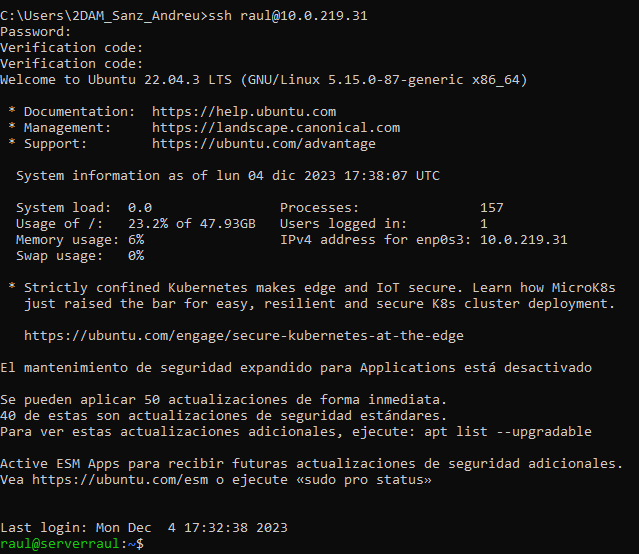 C:\Users\2DAM_Sanz_Andreu>ssh raul@10.0.219.31
Password:
Verification code:
Verification code:
Welcome to Ubuntu 22.04.3 LTS (GNU/Linux 5.15.0-87-generic x86_64)

 * Documentation:  https://help.ubuntu.com
 * Management:     https://landscape.canonical.com
 * Support:        https://ubuntu.com/advantage

  System information as of lun 04 dic 2023 17:38:07 UTC

  System load:  0.0                Processes:               157
  Usage of /:   23.2% of 47.93GB   Users logged in:         1
  Memory usage: 6%                 IPv4 address for enp0s3: 10.0.219.31
  Swap usage:   0%

 * Strictly confined Kubernetes makes edge and IoT secure. Learn how MicroK8s
   just raised the bar for easy, resilient and secure K8s cluster deployment.

   https://ubuntu.com/engage/secure-kubernetes-at-the-edge

El mantenimiento de seguridad expandido para Applications está desactivado

Se pueden aplicar 50 actualizaciones de forma inmediata.
40 de estas son actualizaciones de seguridad estándares.
Para ver estas actualizaciones adicionales, ejecute: apt list --upgradable

Active ESM Apps para recibir futuras actualizaciones de seguridad adicionales.
Vea https://ubuntu.com/esm o ejecute «sudo pro status»

Last login: Mon Dec  4 17:32:38 2023
raul@serverraul:~$